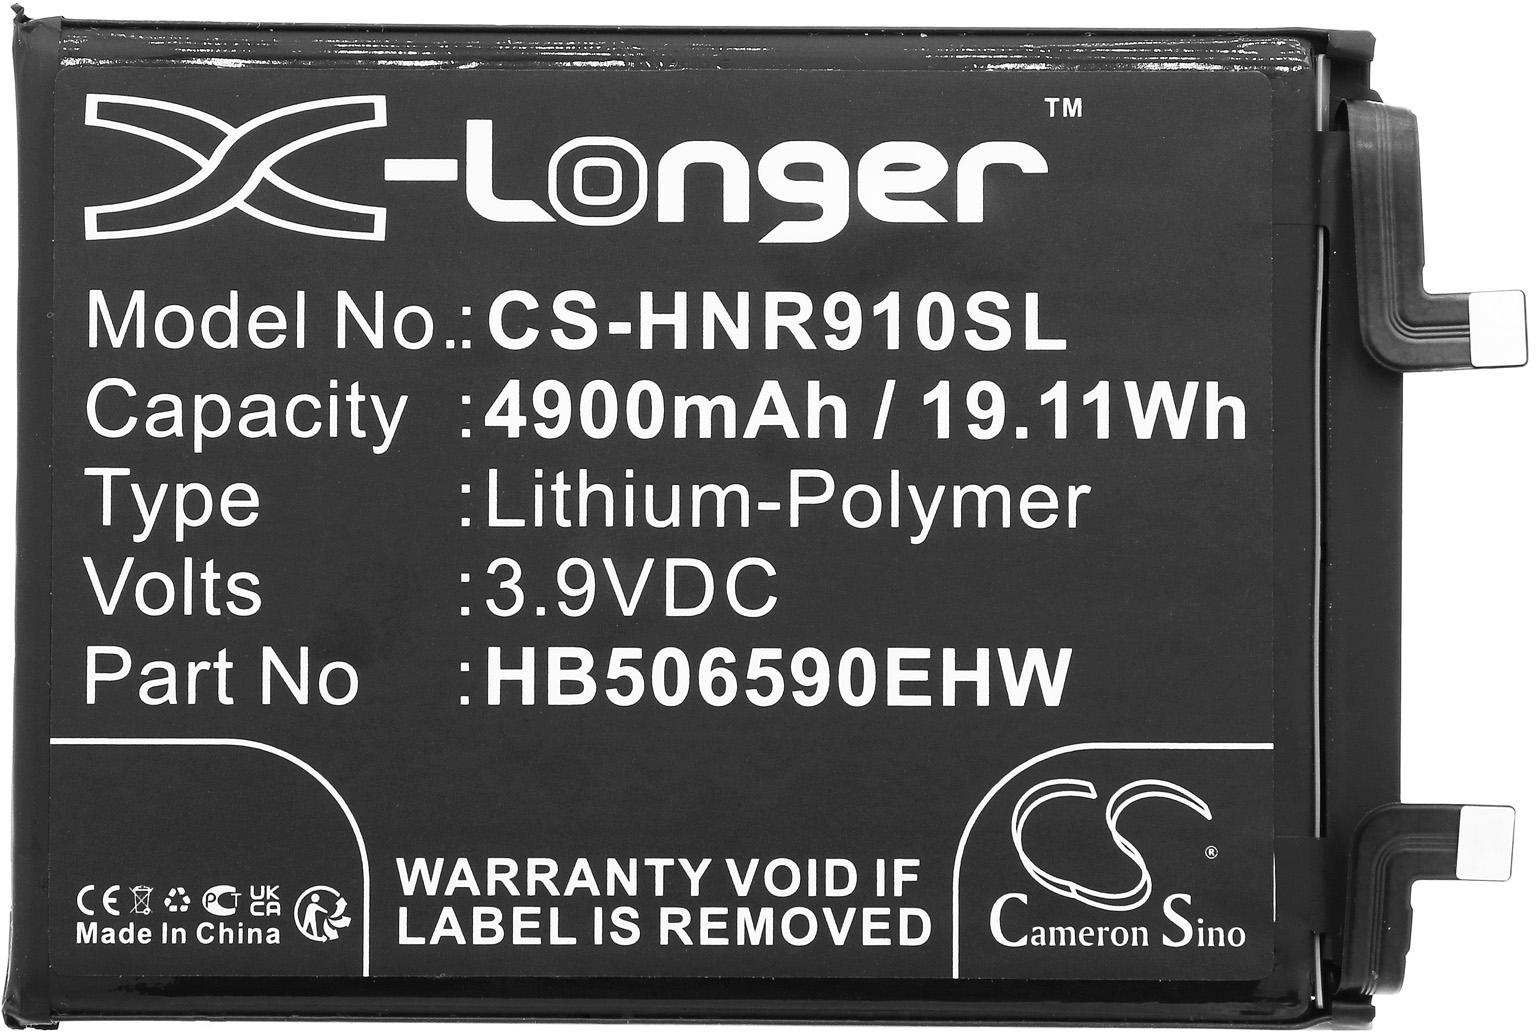 X-Longer™
Model No.: CS-HNR910SL
Capacity : 4900mAh / 19.11Wh
Type : Lithium-Polymer
Volts : 3.9VDC
Part No : HB506590EHW
CE PCT UK CA
Made In China
WARRANTY VOID IF
LABEL IS REMOVED
CS ®
Cameron Sino